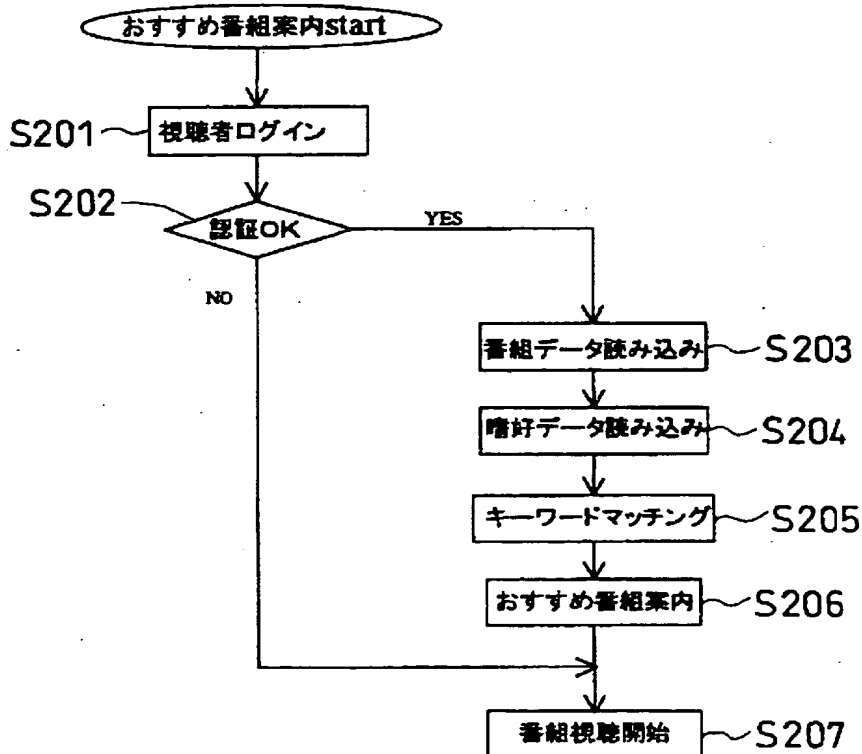 おすすめ番組案内start
S201
視聴者ログイン
S202
認証OK
YES
NO
番組データ読み込み
S203
嗜好データ読み込み
S204
キーワードマッチング
S205
おすすめ番組案内
S206
番組視聴開始
S207